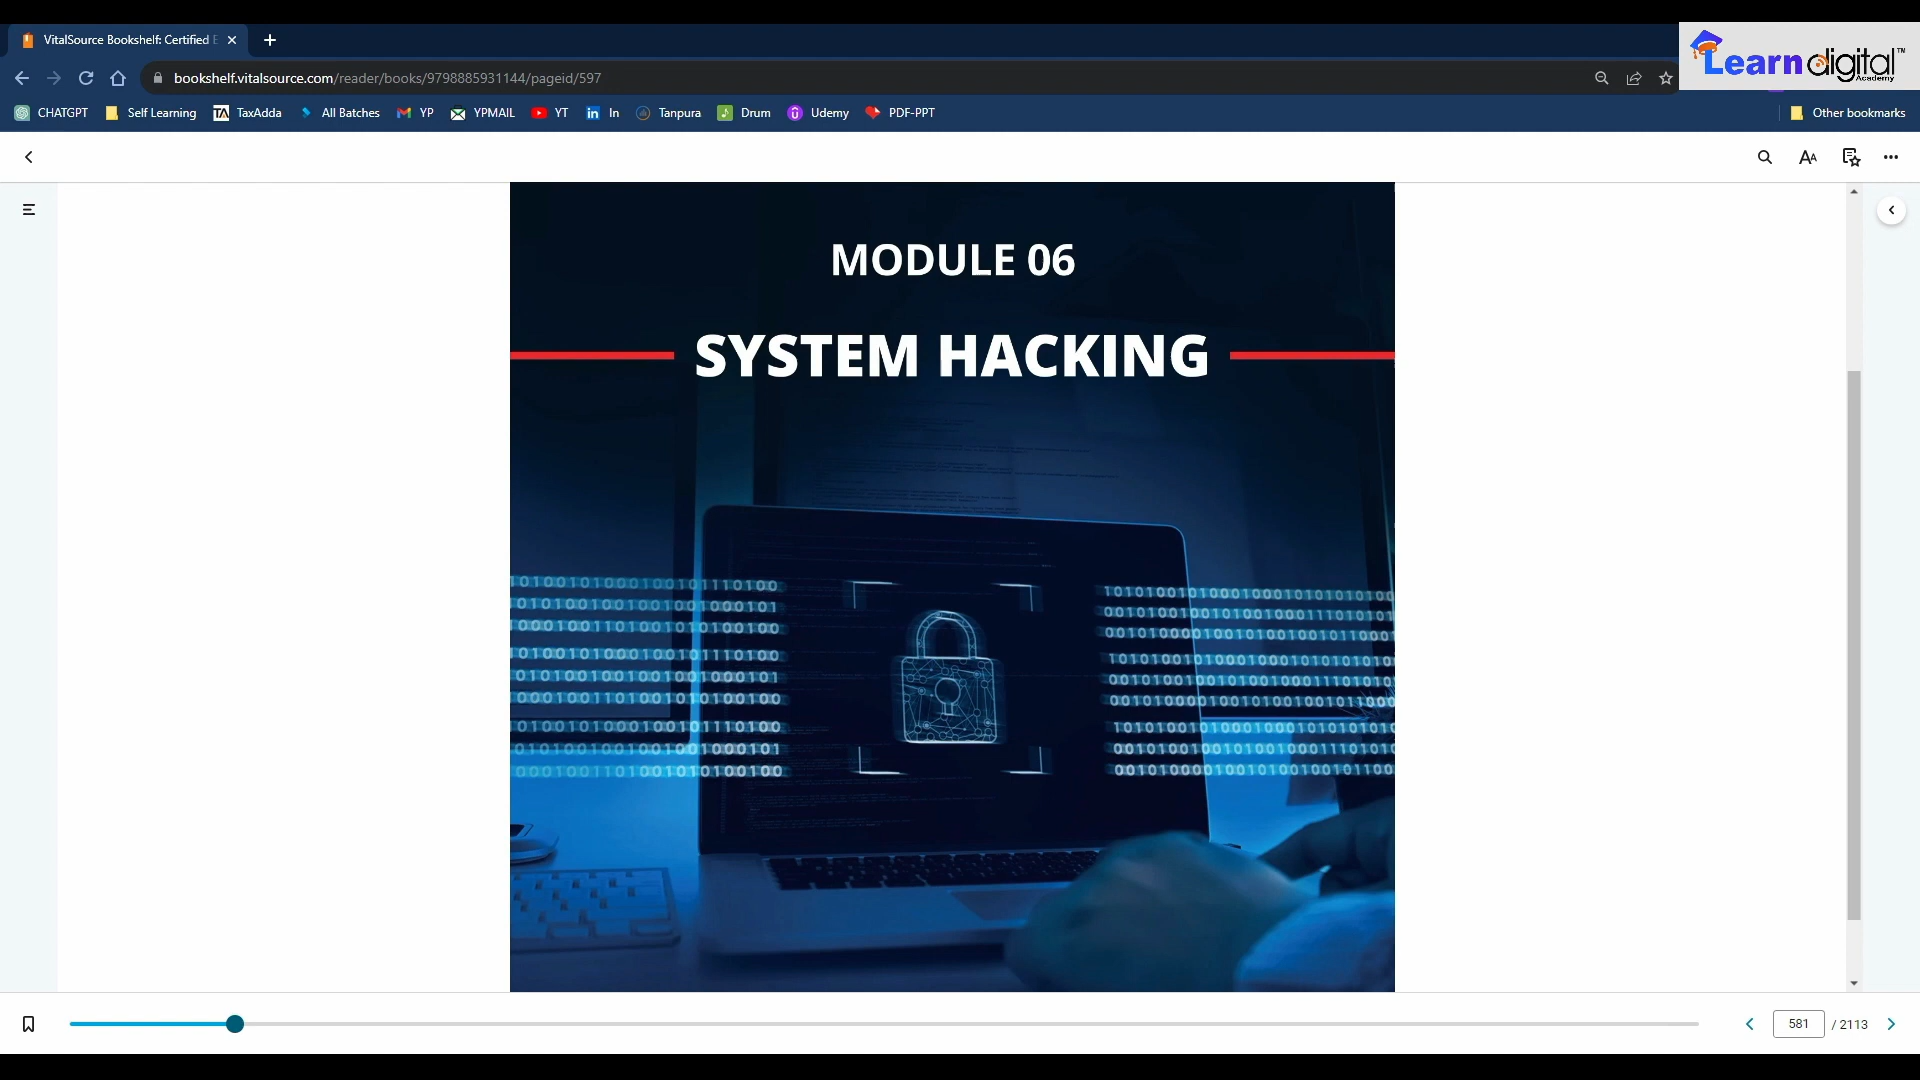 VitalSource Bookshelf: Certified E
Learn digital™
Academy
bookshelf.vitalsource.com/reader/books/9798885931144/pageid/597
CHATGPT Self Learning TaxAdda All Batches YP YPMAIL YT In Tanpura Drum Udemy PDF-PPT Other bookmarks
MODULE 06
SYSTEM HACKING
581 / 2113